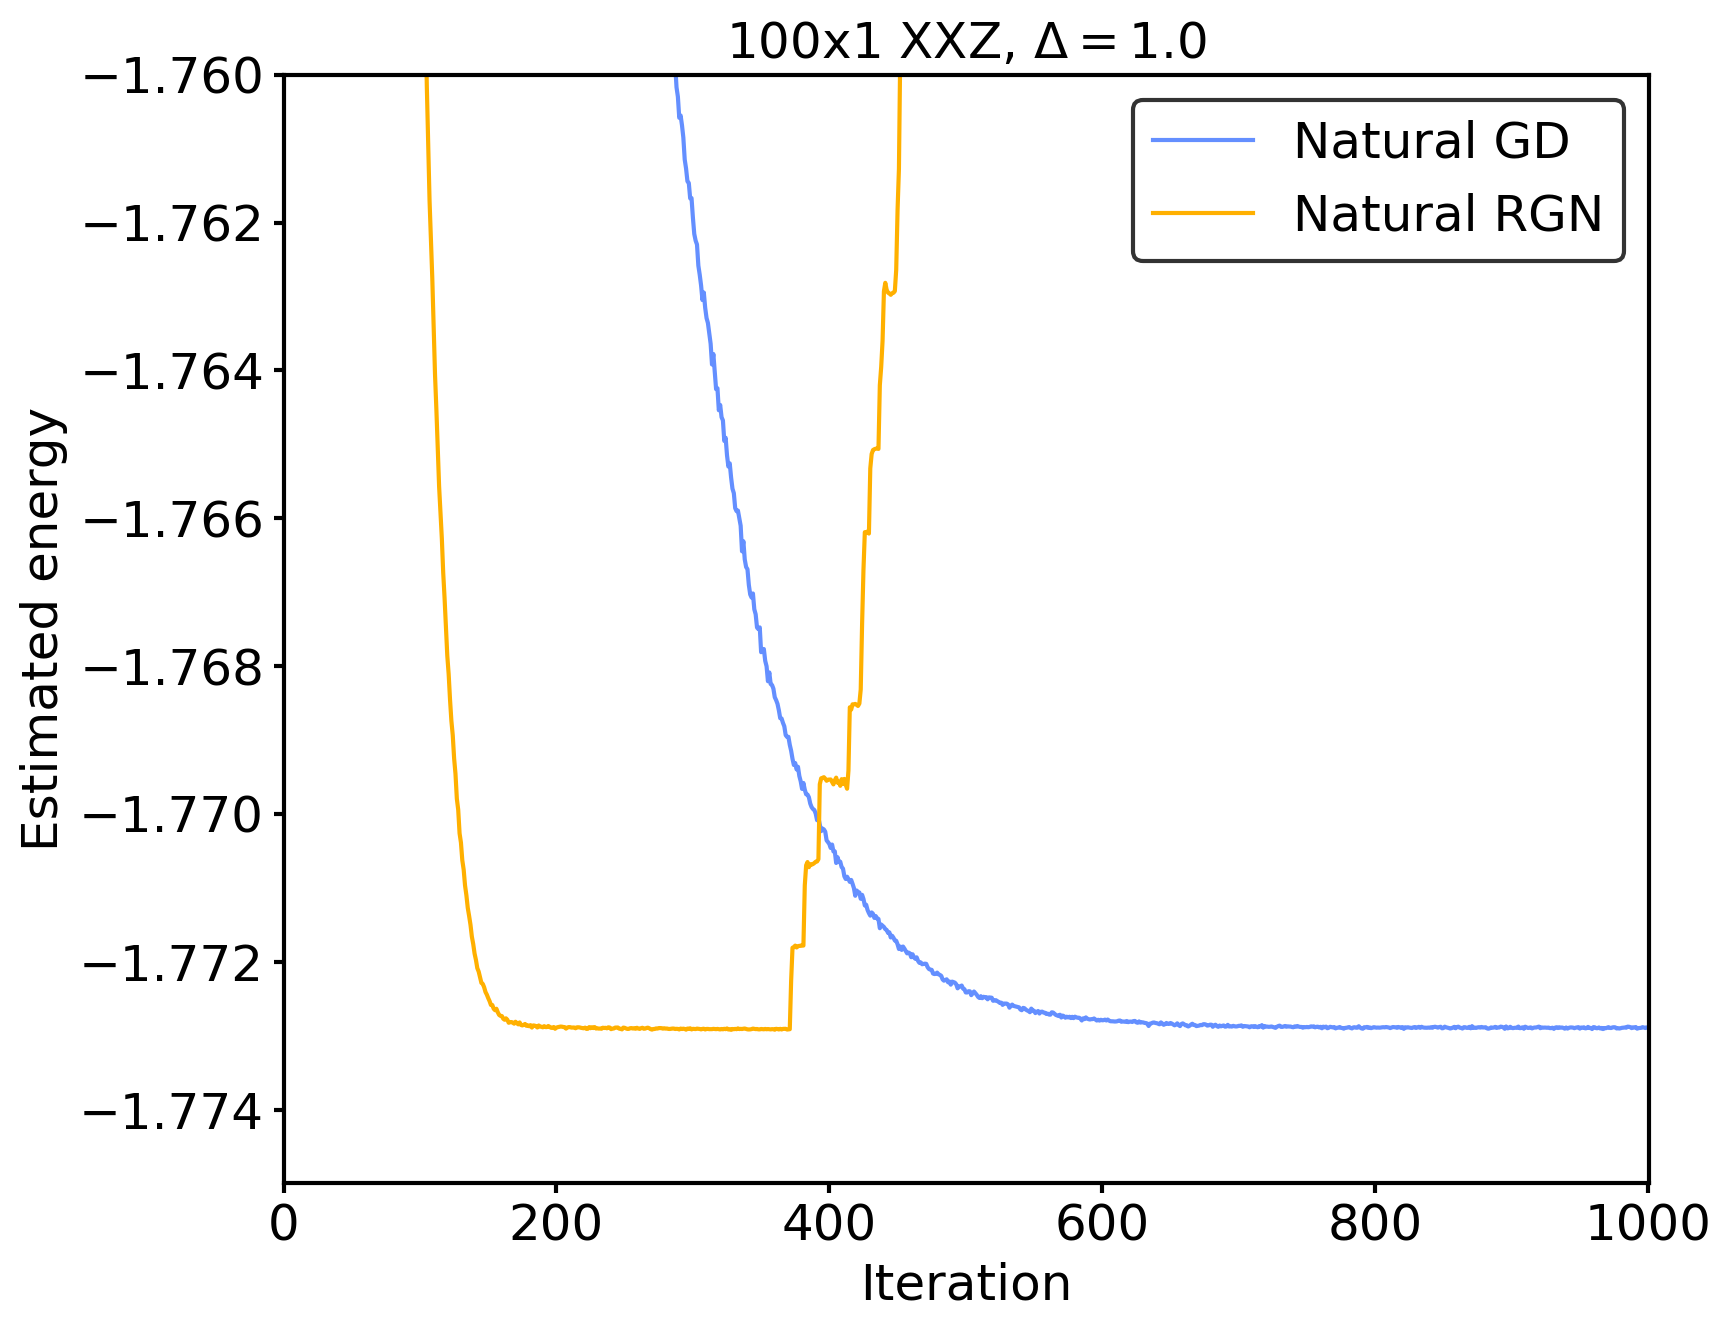 100x1 XXZ, Δ = 1.0
−1.760
−1.762
−1.764
−1.766
−1.768
−1.770
−1.772
−1.774
Estimated energy
Natural GD
Natural RGN
0 200 400 600 800 1000
Iteration